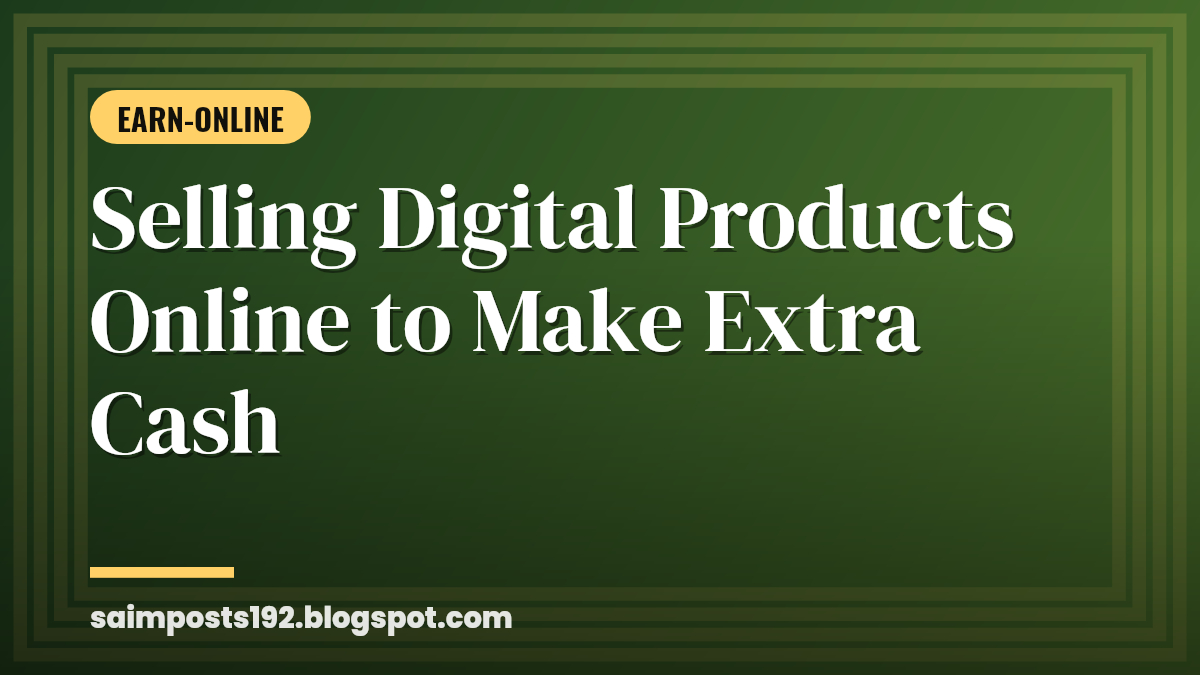 EARN-ONLINE
Selling Digital Products
Online to Make Extra
Cash
saimposts192.blogspot.com